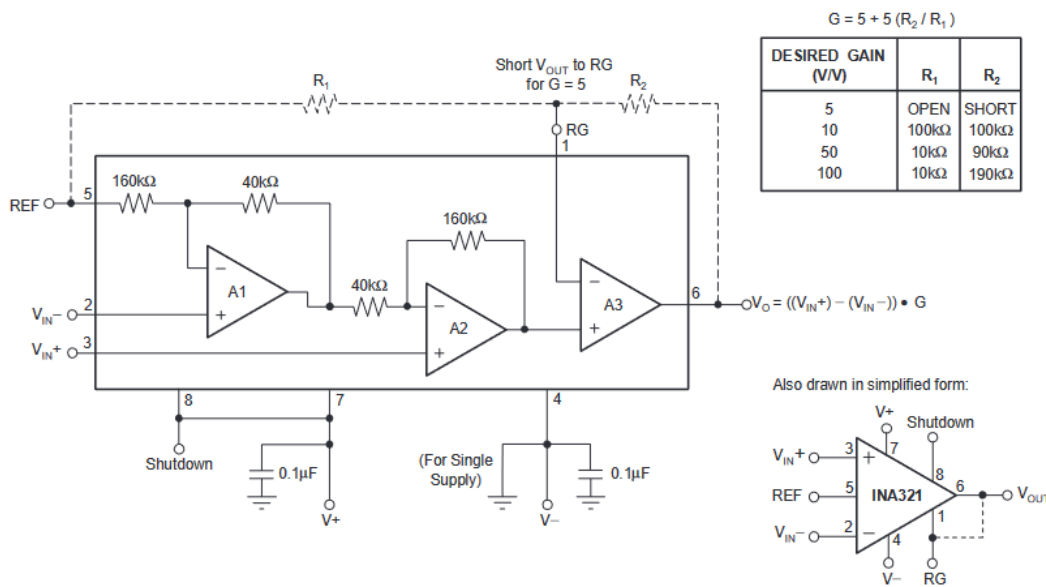 G = 5 + 5 (R2 / R1)
DESIRED GAIN (V/V) R1 R2
5 OPEN SHORT
10 100kΩ 100kΩ
50 10kΩ 90kΩ
100 10kΩ 190kΩ
Short VOUT to RG
for G = 5
R1
R2
RG
1
160kΩ
40kΩ
REF
5
160kΩ
−
A1
+
40kΩ
−
A2
+
−
A3
+
6
VO = ((VIN+) − (VIN−)) • G
VIN−
2
VIN+
3
8
7
4
Shutdown
0.1µF
V+
(For Single
Supply)
0.1µF
V−
Also drawn in simplified form:
V+
Shutdown
VIN+
3
+
7
8
REF
5
INA321
6
VOUT
VIN−
2
−
4
1
V−
RG